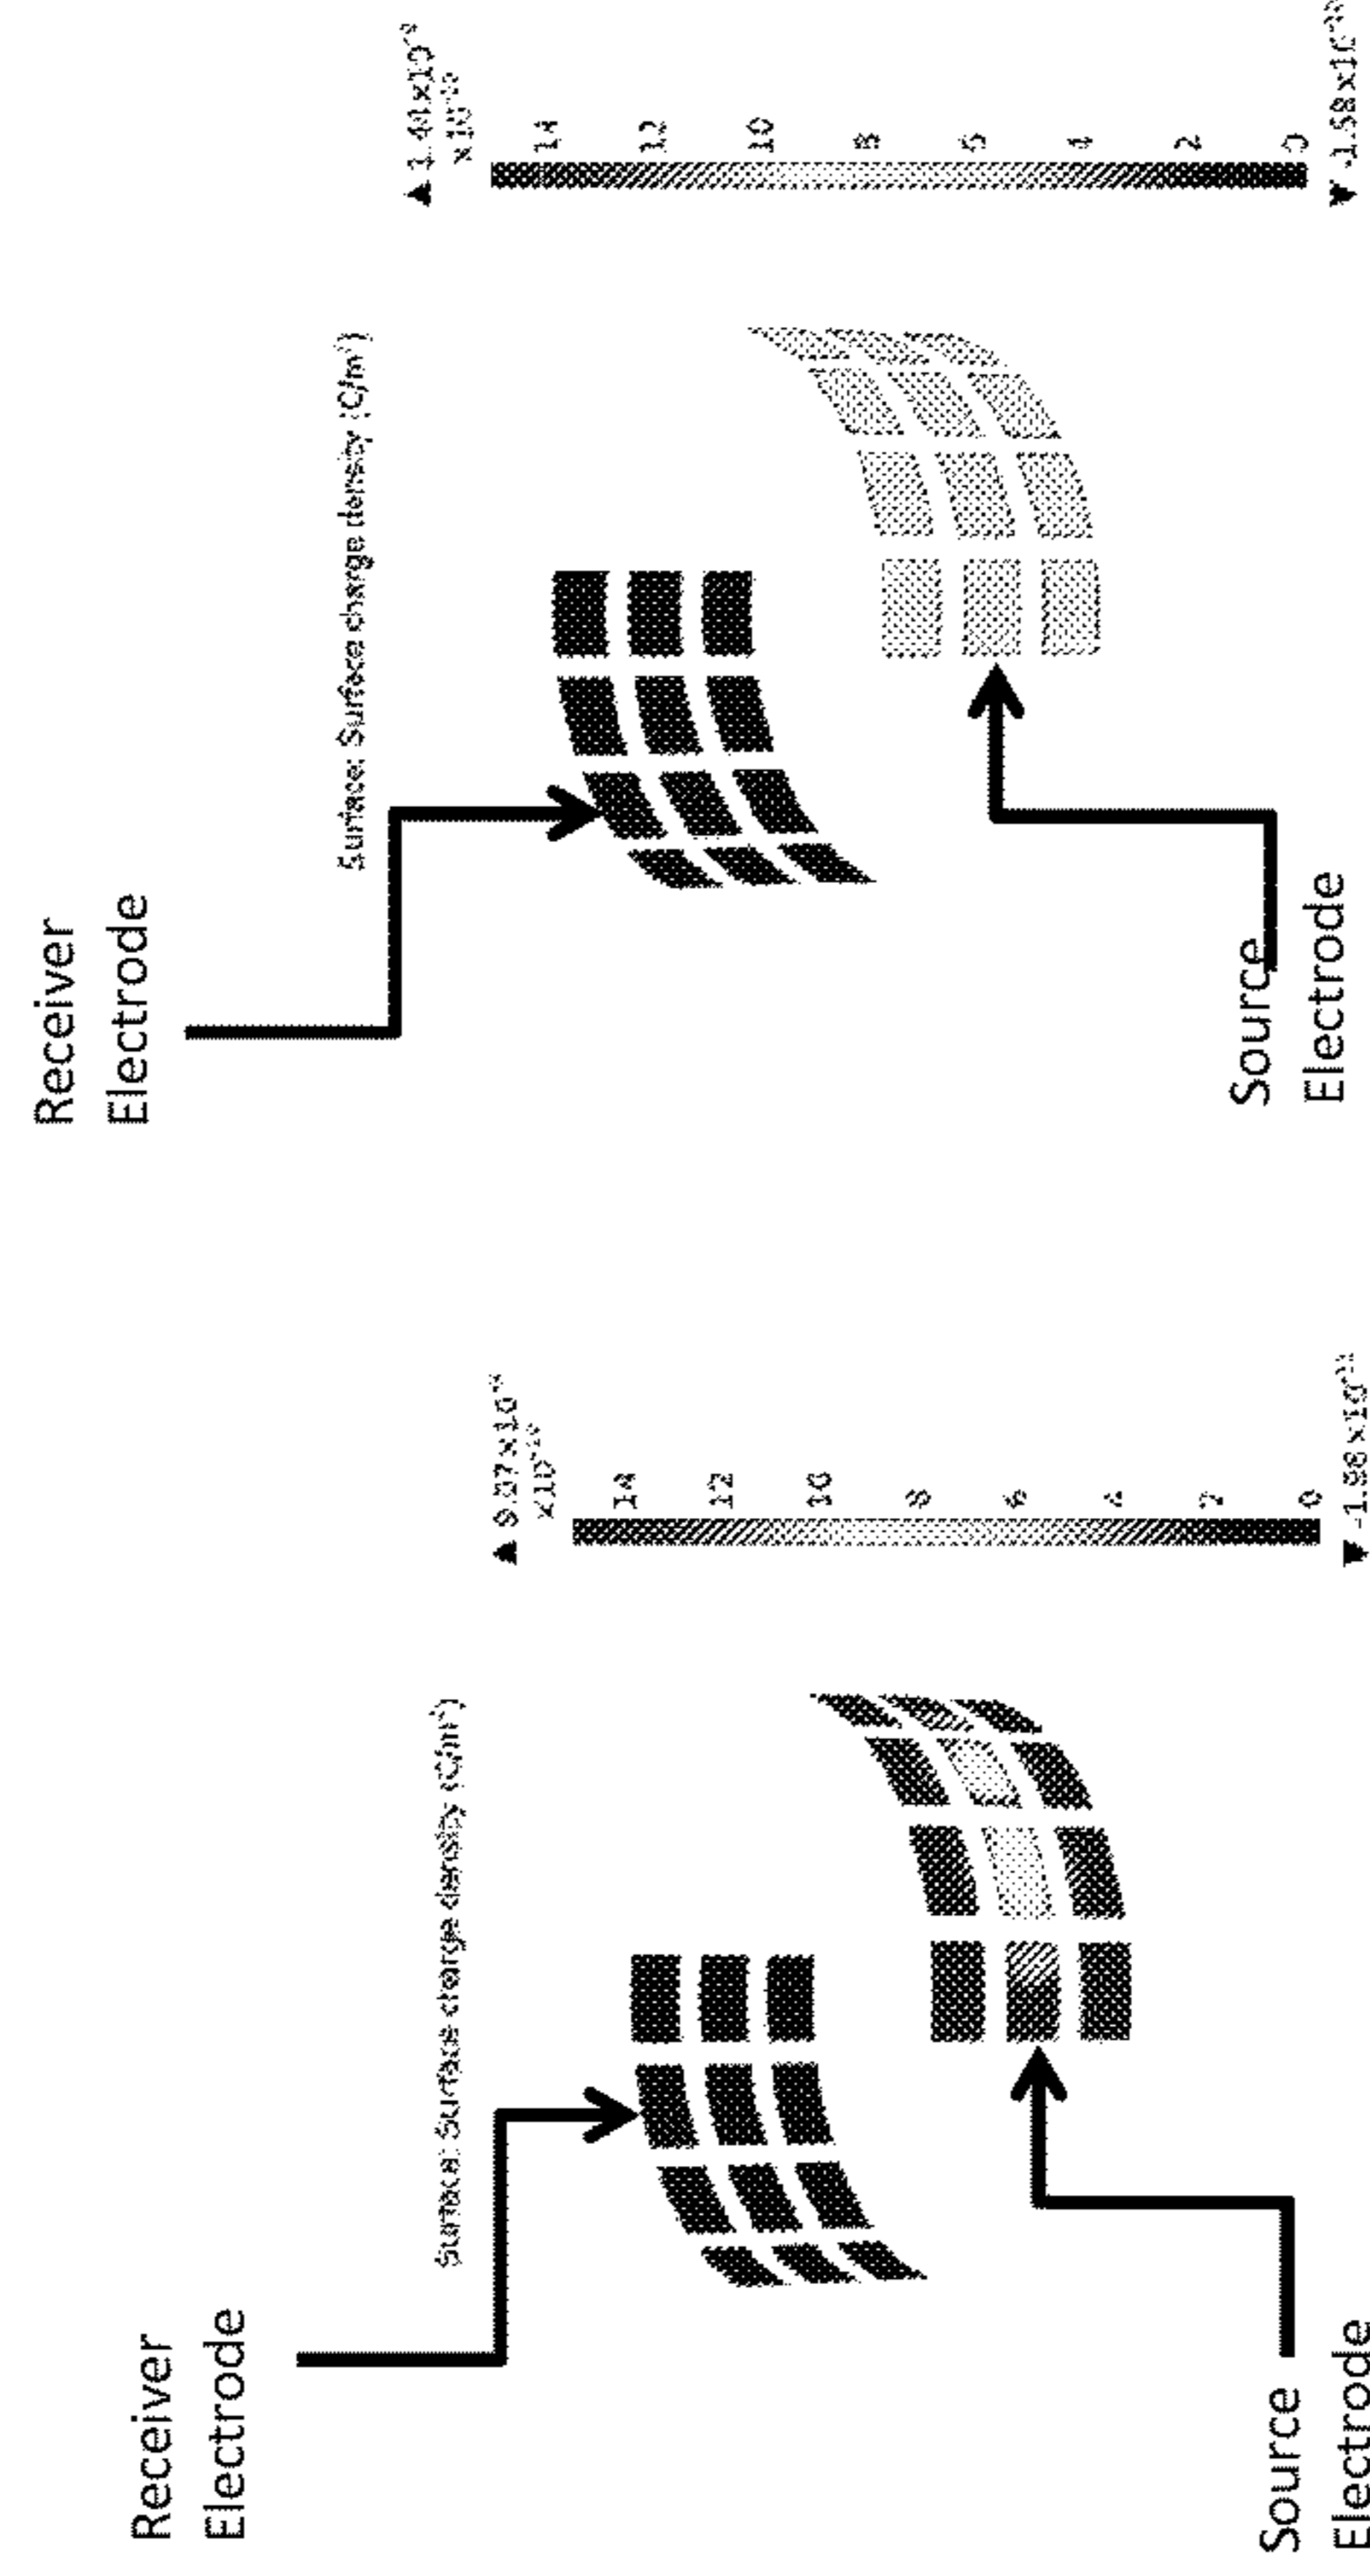 Receiver
Electrode
Surface: Surface charge density (C/m²)
14
12
10
8
6
4
2
0
Source
Electrode
Receiver
Electrode
Surface: Surface charge density (C/m²)
14
12
10
8
6
4
2
0
Source
Electrode